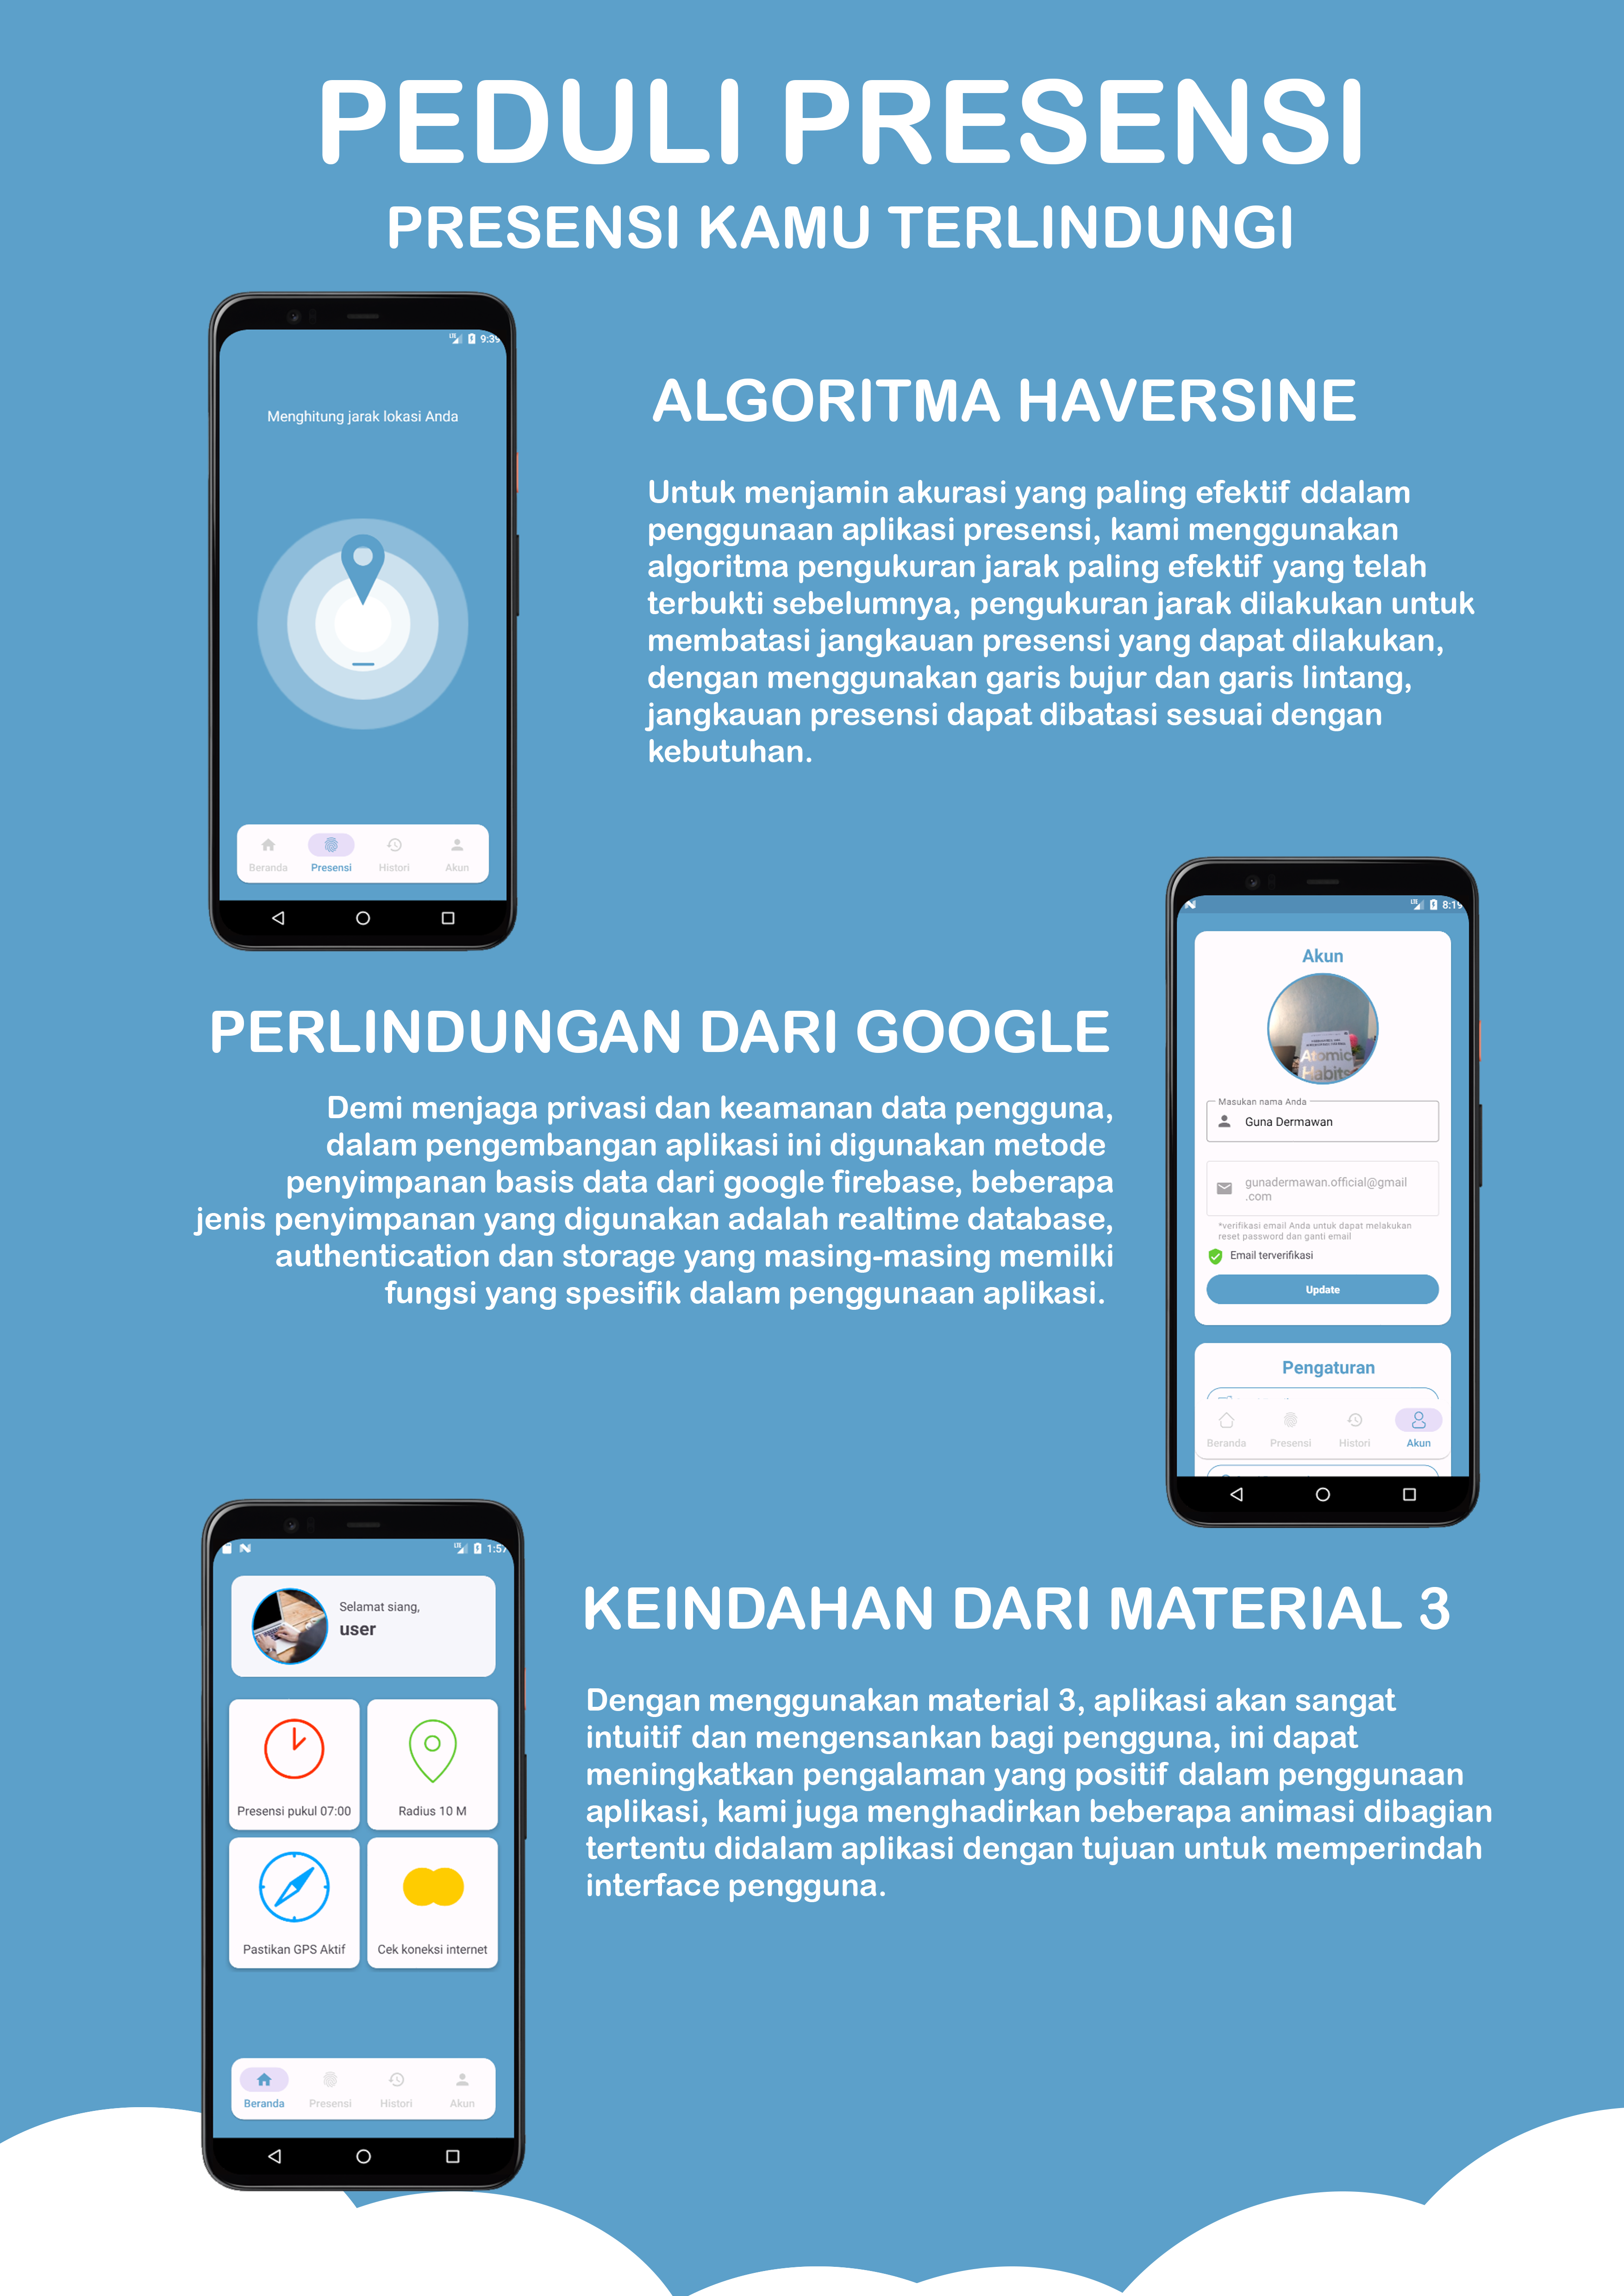 PEDULI PRESENSI
PRESENSI KAMU TERLINDUNGI
9:39
Menghitung jarak lokasi Anda
Beranda Presensi Histori Akun
ALGORITMA HAVERSINE
Untuk menjamin akurasi yang paling efektif ddalam
penggunaan aplikasi presensi, kami menggunakan
algoritma pengukuran jarak paling efektif yang telah
terbukti sebelumnya, pengukuran jarak dilakukan untuk
membatasi jangkauan presensi yang dapat dilakukan,
dengan menggunakan garis bujur dan garis lintang,
jangkauan presensi dapat dibatasi sesuai dengan
kebutuhan.
PERLINDUNGAN DARI GOOGLE
Demi menjaga privasi dan keamanan data pengguna,
dalam pengembangan aplikasi ini digunakan metode
penyimpanan basis data dari google firebase, beberapa
jenis penyimpanan yang digunakan adalah realtime database,
authentication dan storage yang masing-masing memilki
fungsi yang spesifik dalam penggunaan aplikasi.
8:19
Akun
Atomic
Habits
Masukan nama Anda
Guna Dermawan
gunadermawan.official@gmail
.com
*verifikasi email Anda untuk dapat melakukan
reset password dan ganti email
Email terverifikasi
Update
Pengaturan
Beranda Presensi Histori Akun
1:57
Selamat siang,
user
Presensi pukul 07:00
Radius 10 M
Pastikan GPS Aktif
Cek koneksi internet
Beranda Presensi Histori Akun
KEINDAHAN DARI MATERIAL 3
Dengan menggunakan material 3, aplikasi akan sangat
intuitif dan mengensankan bagi pengguna, ini dapat
meningkatkan pengalaman yang positif dalam penggunaan
aplikasi, kami juga menghadirkan beberapa animasi dibagian
tertentu didalam aplikasi dengan tujuan untuk memperindah
interface pengguna.